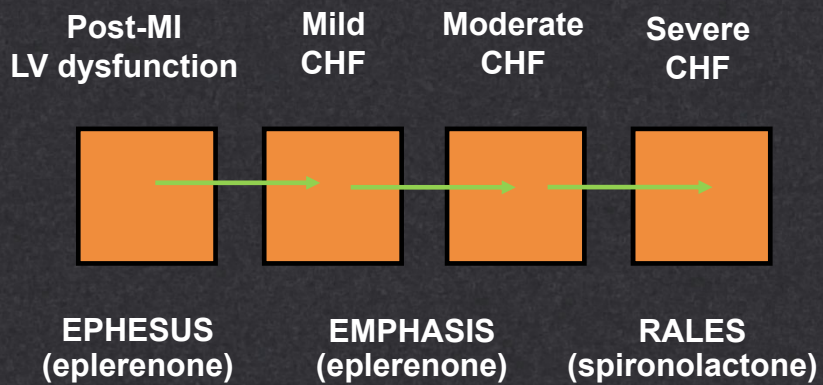 Post-MI
LV dysfunction
Mild
CHF
Moderate
CHF
Severe
CHF
EPHESUS
(eplerenone)
EMPHASIS
(eplerenone)
RALES
(spironolactone)